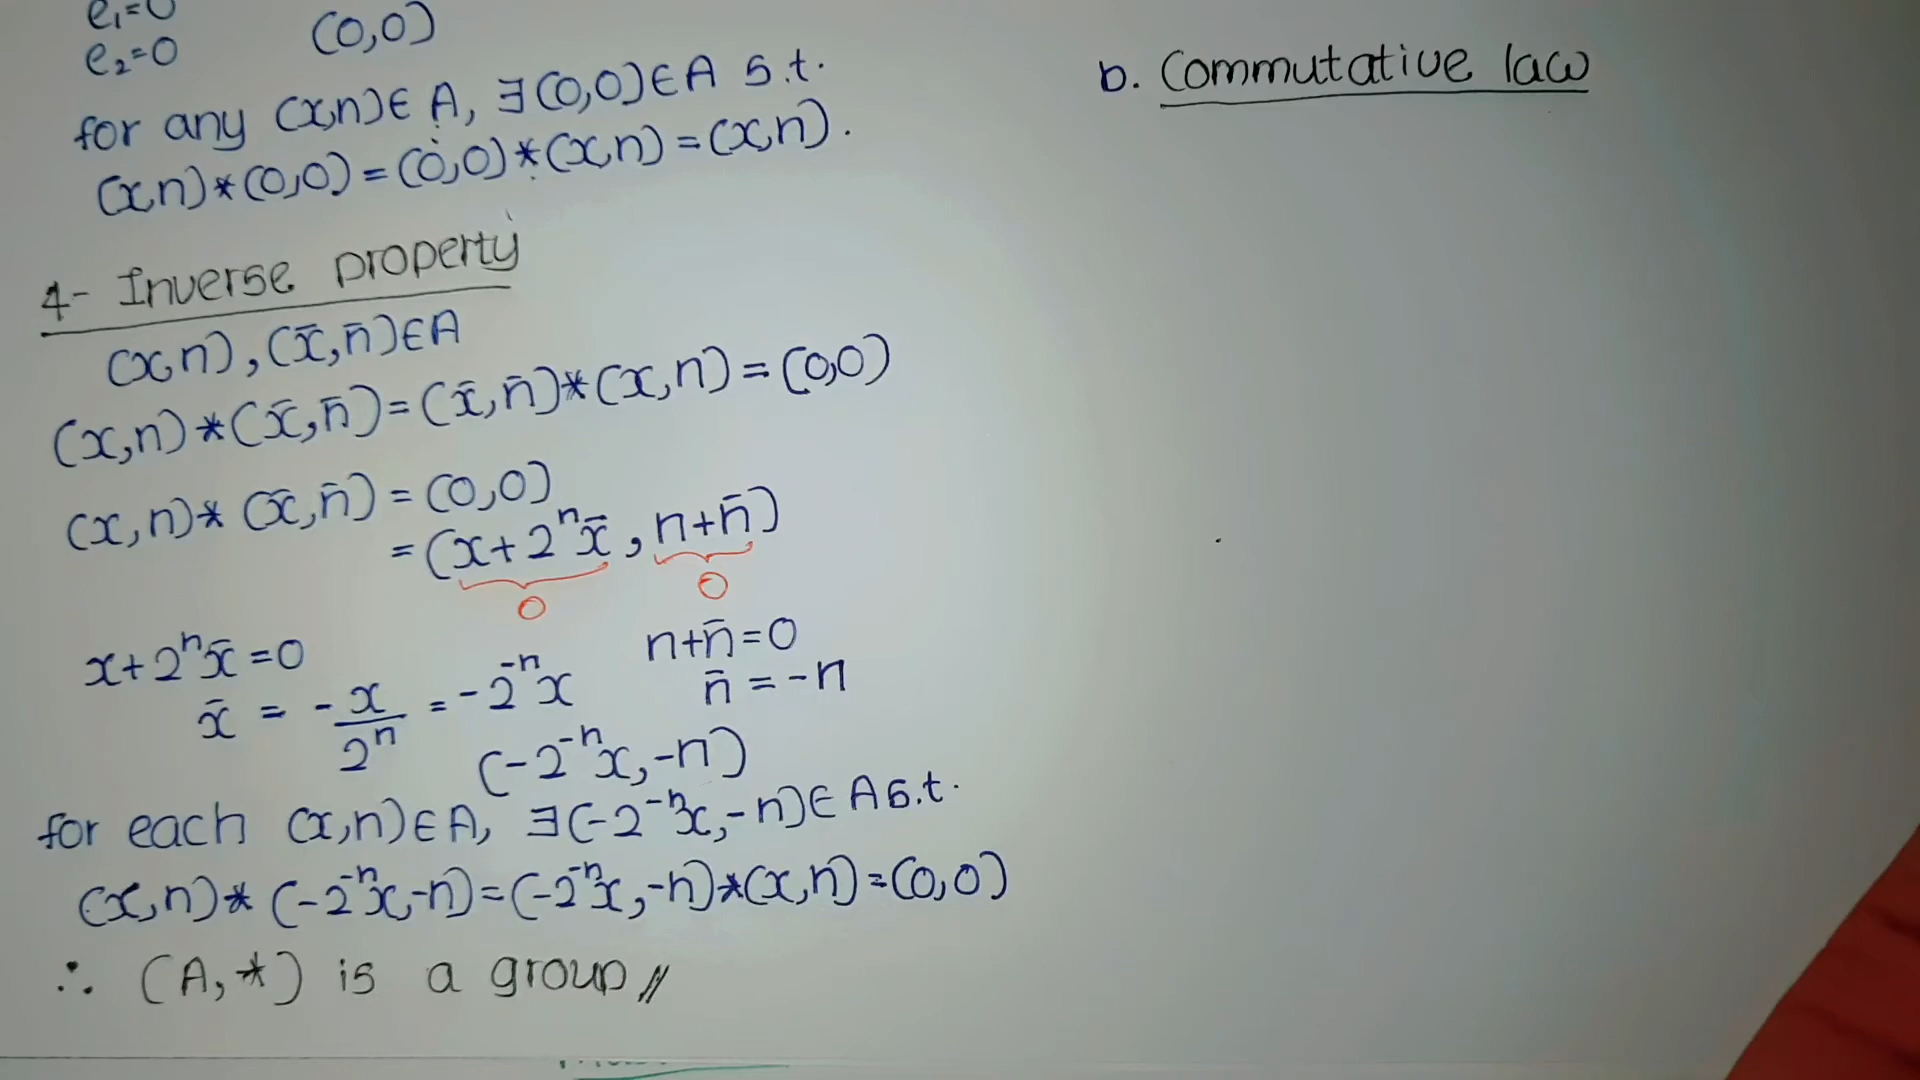 e₁=0
e₂=0 (0,0)
for any (x,n)∈A, ∃(0,0)∈A s.t.
(x,n)*(0,0)=(0,0)*(x,n)=(x,n).
4- Inverse property
(x,n),(x̄,n̄)∈A
(x,n)*(x̄,n̄)=(x̄,n̄)*(x,n)=(0,0)
(x,n)*(x̄,n̄)=(0,0)
=(x+2ⁿx̄,n+n̄)
0 0
x+2ⁿx̄=0 n+n̄=0
x̄ = -x/2ⁿ = -2⁻ⁿx n̄=-n
(-2⁻ⁿx,-n)
for each (x,n)∈A, ∃(-2⁻ⁿx,-n)∈A s.t.
(x,n)*(-2⁻ⁿx,-n)=(-2⁻ⁿx,-n)*(x,n)=(0,0)
∴ (A,*) is a group//
b. Commutative law